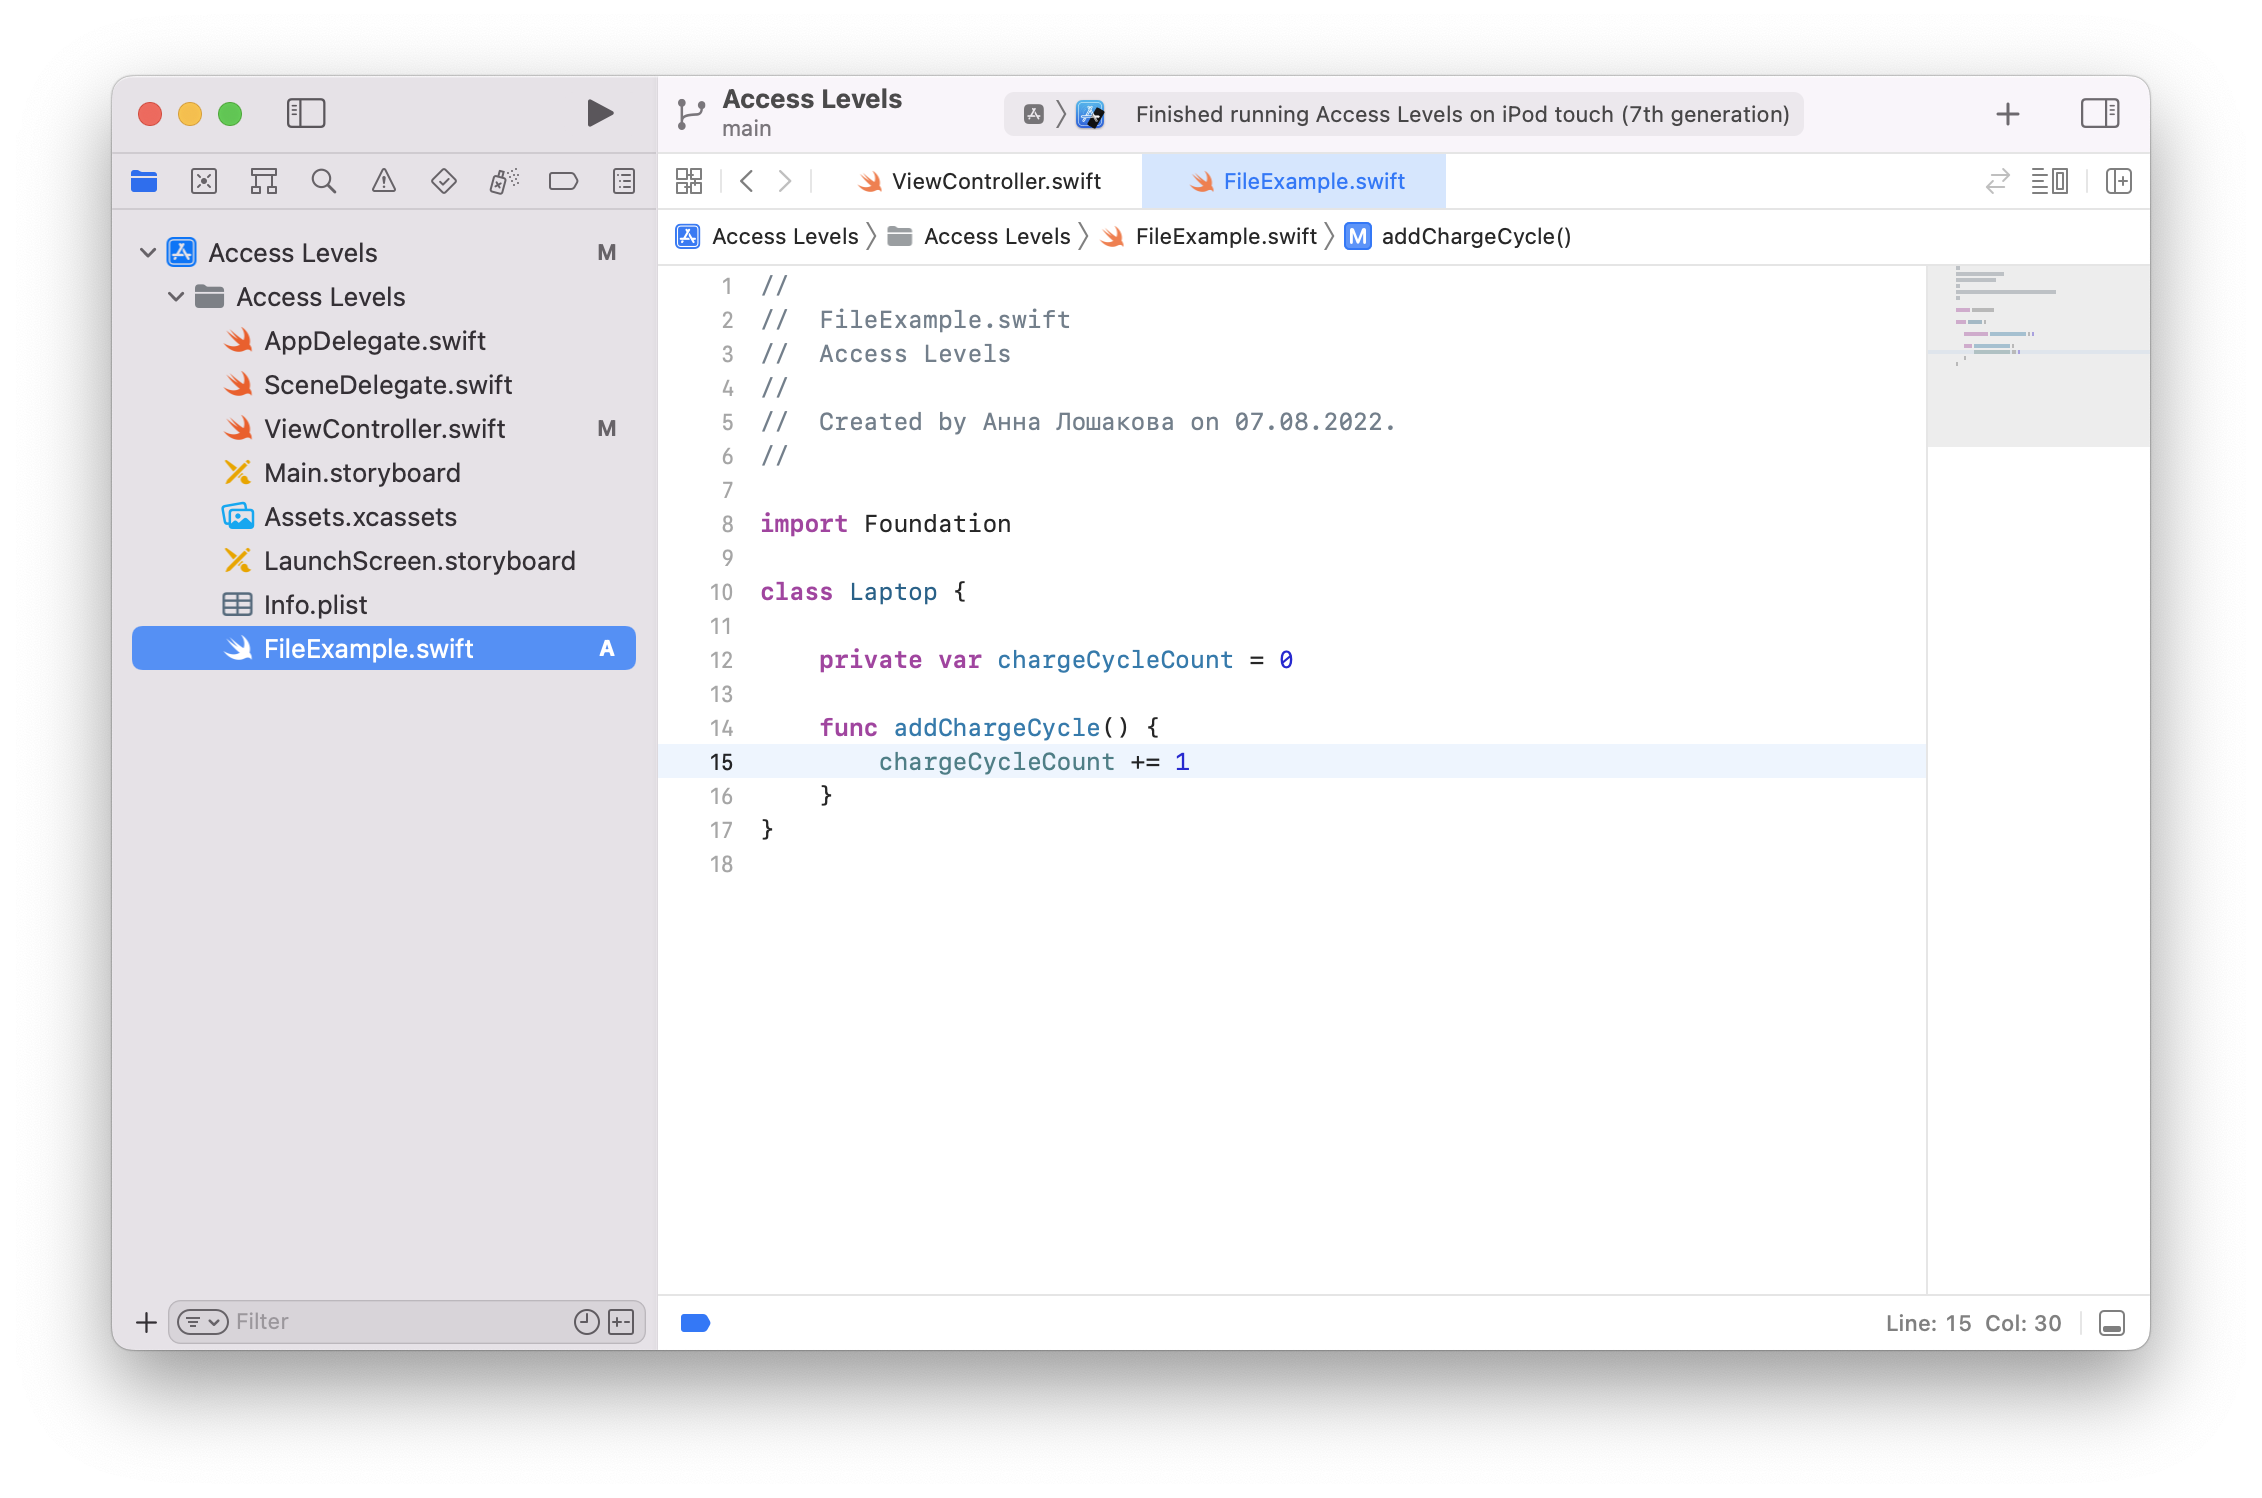 Access Levels
main
Finished running Access Levels on iPod touch (7th generation)
ViewController.swift
FileExample.swift
Access Levels
Access Levels
FileExample.swift
M
addChargeCycle()
Access Levels M
Access Levels
AppDelegate.swift
SceneDelegate.swift
ViewController.swift M
Main.storyboard
Assets.xcassets
LaunchScreen.storyboard
Info.plist
FileExample.swift A
Filter
1 //
2 //  FileExample.swift
3 //  Access Levels
4 //
5 //  Created by Анна Лошакова on 07.08.2022.
6 //
7
8 import Foundation
9
10 class Laptop {
11
12     private var chargeCycleCount = 0
13
14     func addChargeCycle() {
15         chargeCycleCount += 1
16     }
17 }
18
Line: 15 Col: 30